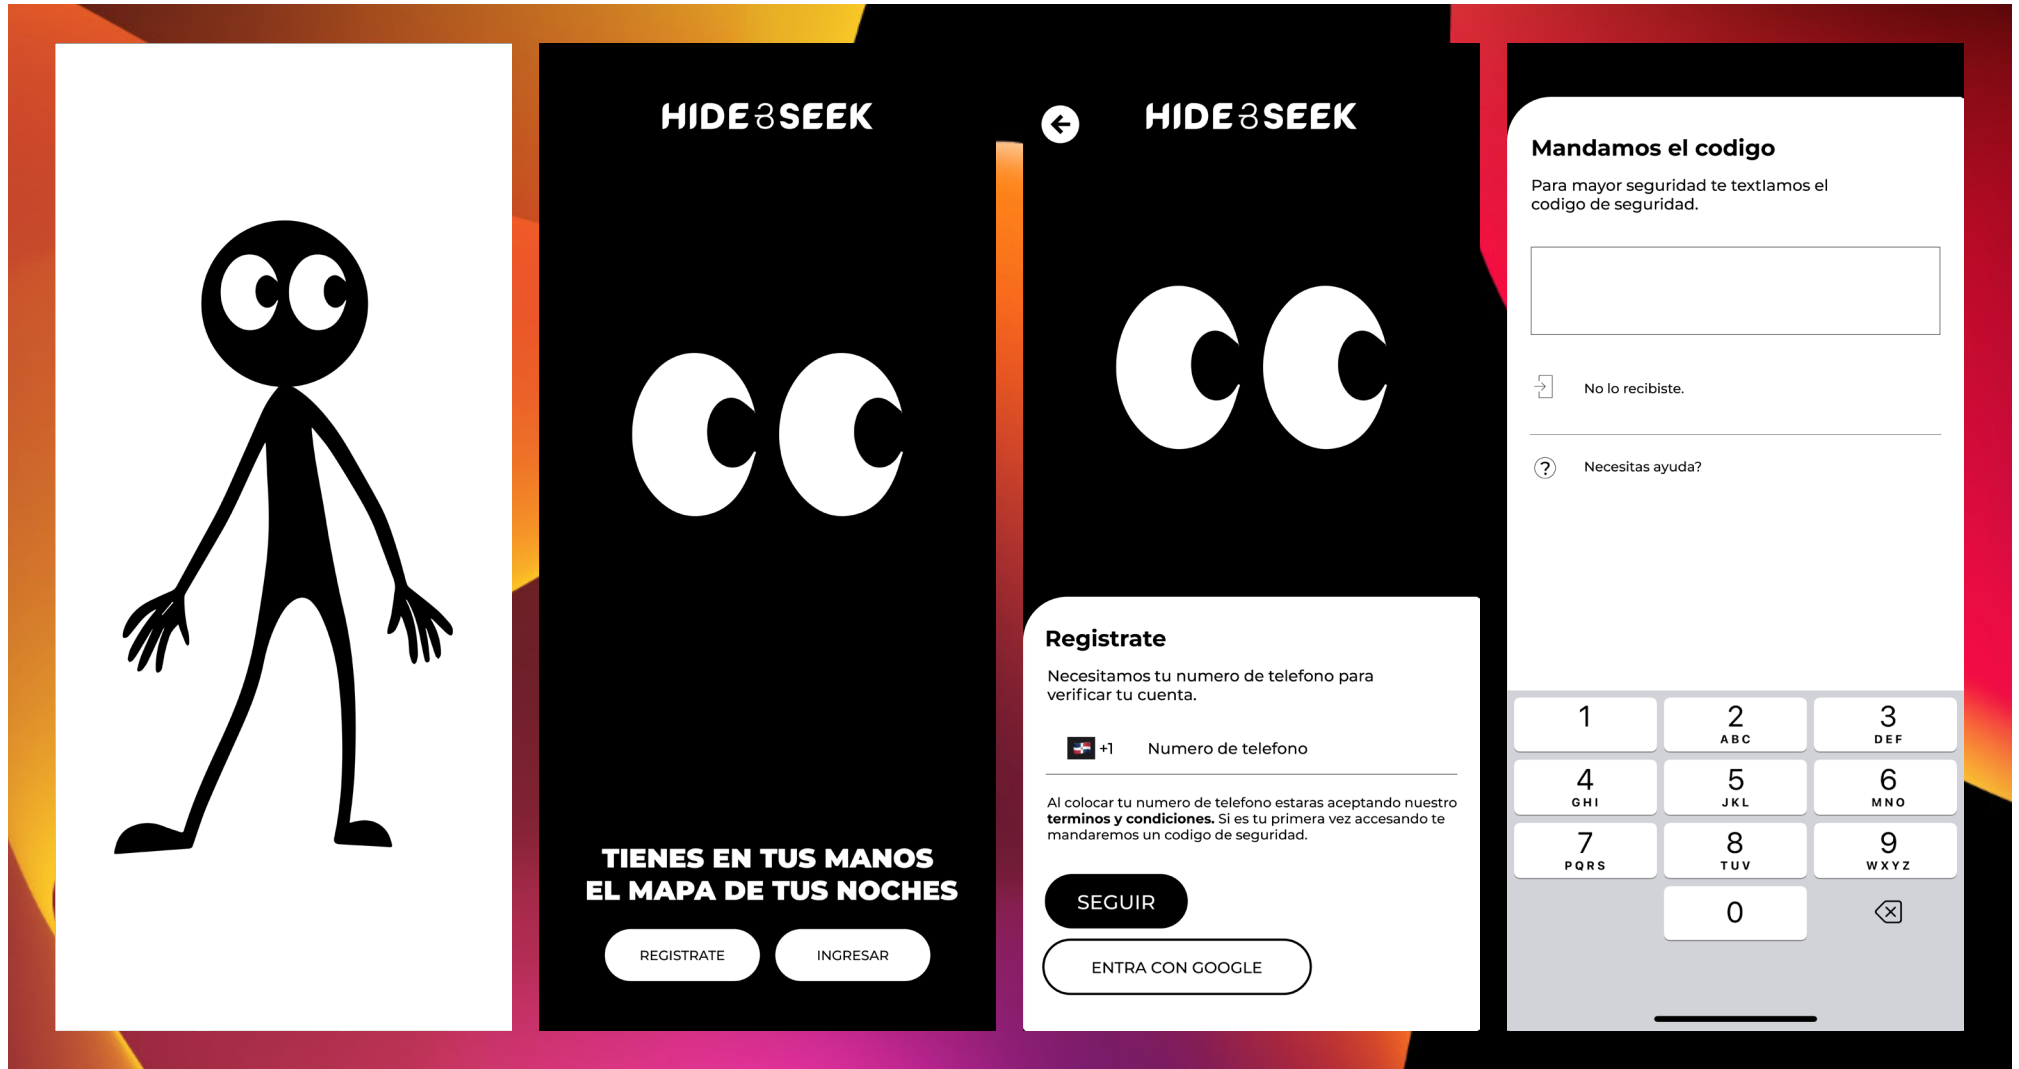 HIDE&SEEK
TIENES EN TUS MANOS
EL MAPA DE TUS NOCHES
REGISTRATE
INGRESAR
HIDE&SEEK
Registrate
Necesitamos tu numero de telefono para
verificar tu cuenta.
+1 Numero de telefono
Al colocar tu numero de telefono estaras aceptando nuestro
terminos y condiciones. Si es tu primera vez accesando te
mandaremos un codigo de seguridad.
SEGUIR
ENTRA CON GOOGLE
Mandamos el codigo
Para mayor seguridad te textIamos el
codigo de seguridad.
No lo recibiste.
? Necesitas ayuda?
1 2 3
ABC DEF
4 5 6
GHI JKL MNO
7 8 9
PQRS TUV WXYZ
0